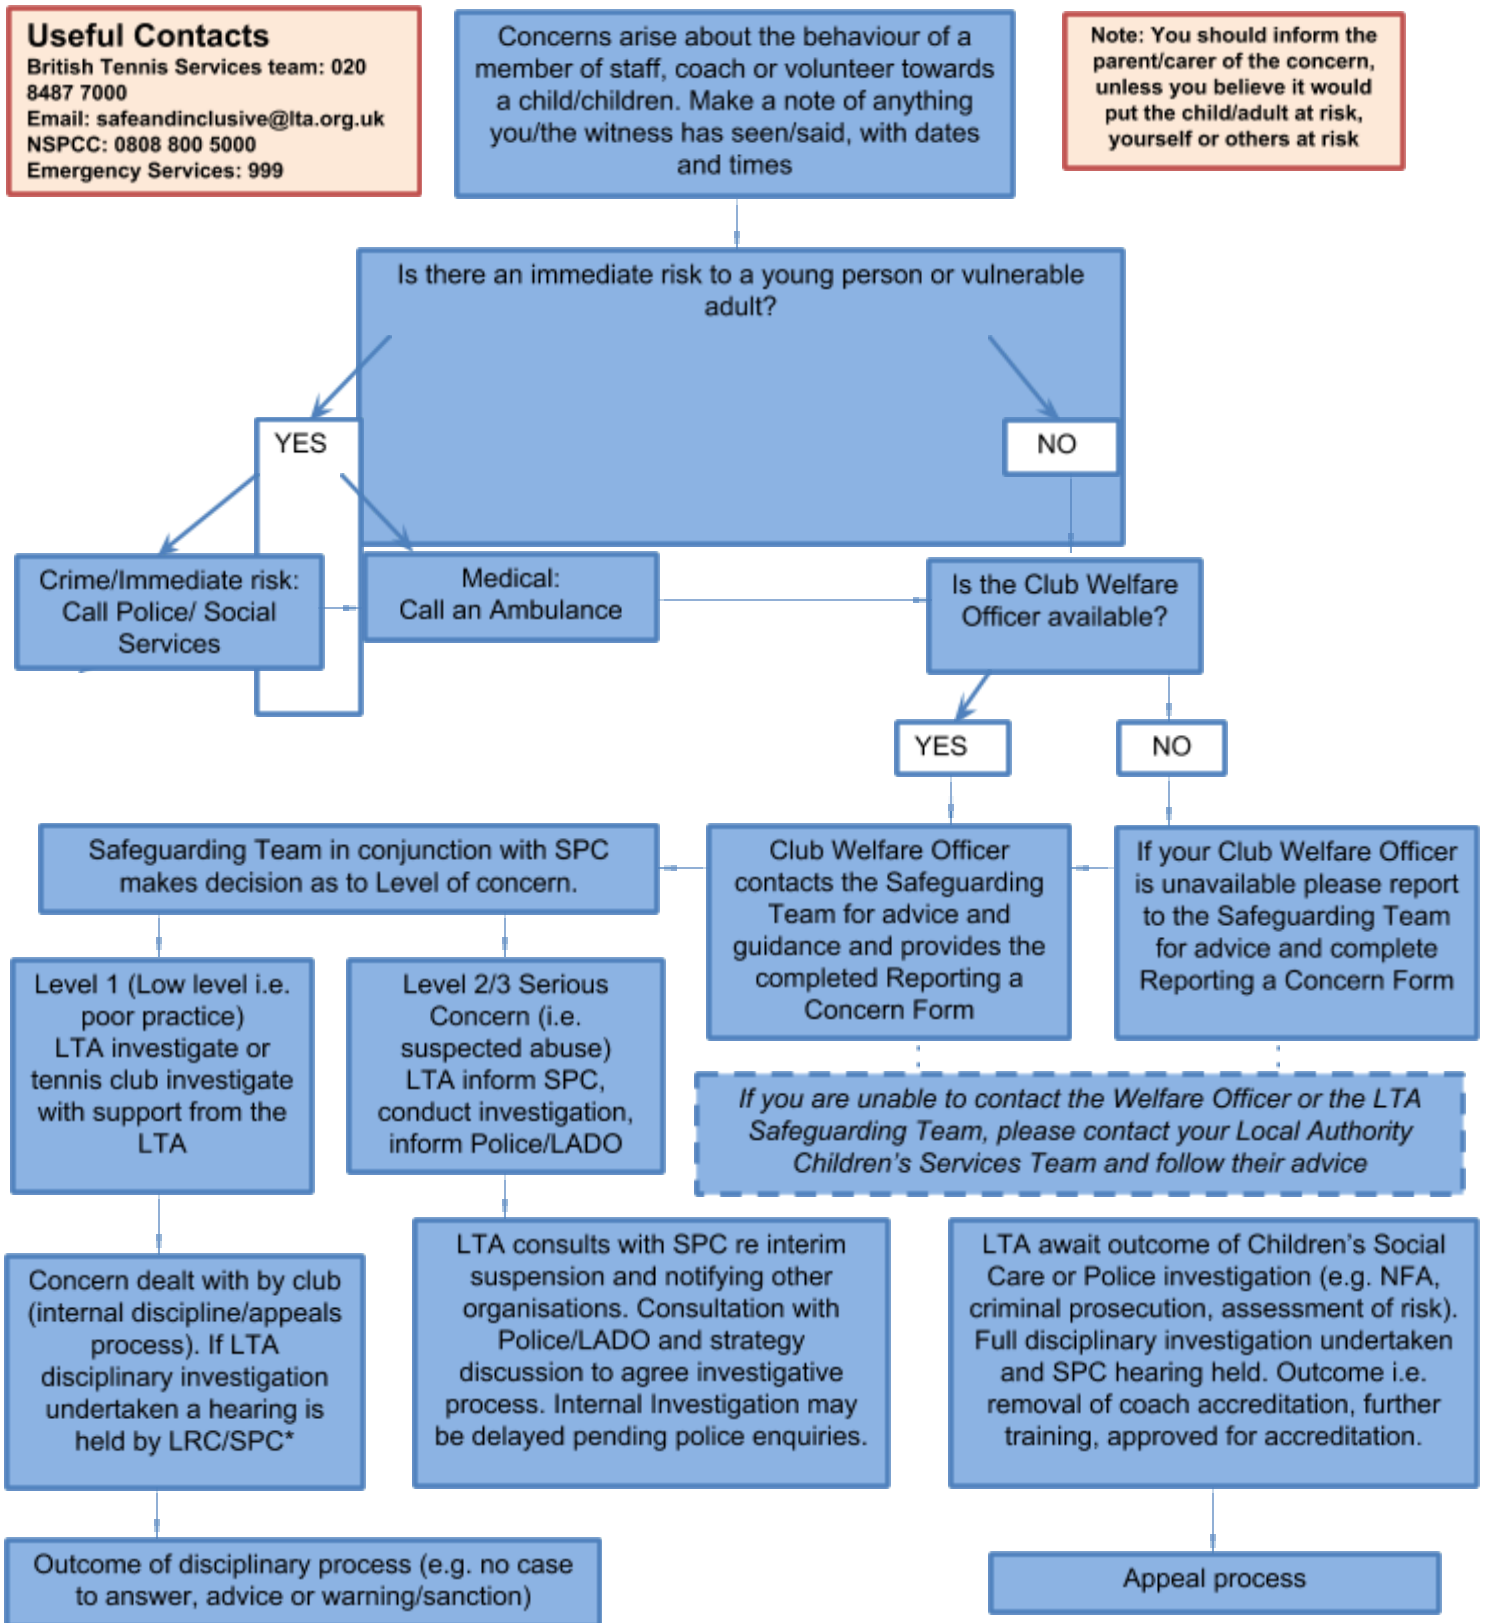 Useful Contacts
British Tennis Services team: 020
8487 7000
Email: safeandinclusive@lta.org.uk
NSPCC: 0808 800 5000
Emergency Services: 999
Concerns arise about the behaviour of a
member of staff, coach or volunteer towards
a child/children. Make a note of anything
you/the witness has seen/said, with dates
and times
Note: You should inform the
parent/carer of the concern,
unless you believe it would
put the child/adult at risk,
yourself or others at risk
Is there an immediate risk to a young person or vulnerable
adult?
YES
NO
Crime/Immediate risk:
Call Police/ Social
Services
Medical:
Call an Ambulance
Is the Club Welfare
Officer available?
YES
NO
Safeguarding Team in conjunction with SPC
makes decision as to Level of concern.
Club Welfare Officer
contacts the Safeguarding
Team for advice and
guidance and provides the
completed Reporting a
Concern Form
If your Club Welfare Officer
is unavailable please report
to the Safeguarding Team
for advice and complete
Reporting a Concern Form
Level 1 (Low level i.e.
poor practice)
LTA investigate or
tennis club investigate
with support from the
LTA
Level 2/3 Serious
Concern (i.e.
suspected abuse)
LTA inform SPC,
conduct investigation,
inform Police/LADO
If you are unable to contact the Welfare Officer or the LTA
Safeguarding Team, please contact your Local Authority
Children's Services Team and follow their advice
Concern dealt with by club
(internal discipline/appeals
process). If LTA
disciplinary investigation
undertaken a hearing is
held by LRC/SPC*
LTA consults with SPC re interim
suspension and notifying other
organisations. Consultation with
Police/LADO and strategy
discussion to agree investigative
process. Internal Investigation may
be delayed pending police enquiries.
LTA await outcome of Children's Social
Care or Police investigation (e.g. NFA,
criminal prosecution, assessment of risk).
Full disciplinary investigation undertaken
and SPC hearing held. Outcome i.e.
removal of coach accreditation, further
training, approved for accreditation.
Outcome of disciplinary process (e.g. no case
to answer, advice or warning/sanction)
Appeal process